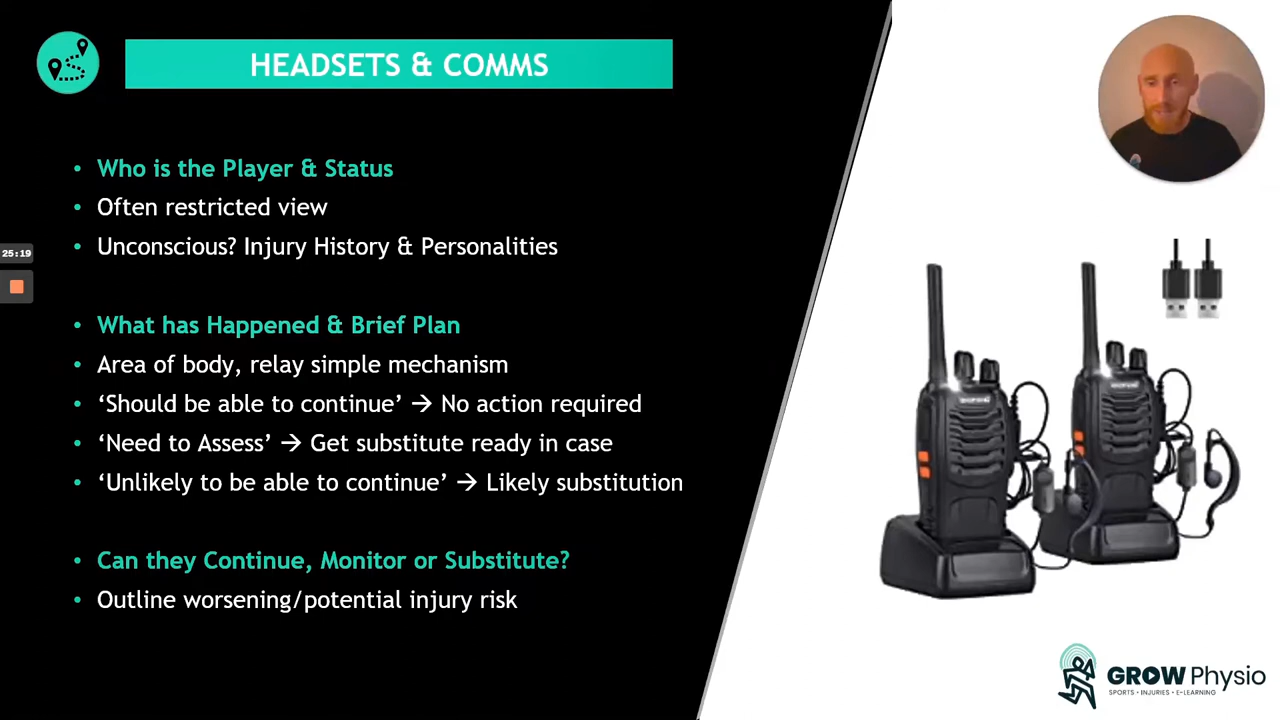 HEADSETS & COMMS
• Who is the Player & Status
• Often restricted view
• Unconscious? Injury History & Personalities
25:19
• What has Happened & Brief Plan
• Area of body, relay simple mechanism
• ‘Should be able to continue’ → No action required
• ‘Need to Assess’ → Get substitute ready in case
• ‘Unlikely to be able to continue’ → Likely substitution
• Can they Continue, Monitor or Substitute?
• Outline worsening/potential injury risk
GROW Physio
SPORTS • INJURIES • E-LEARNING